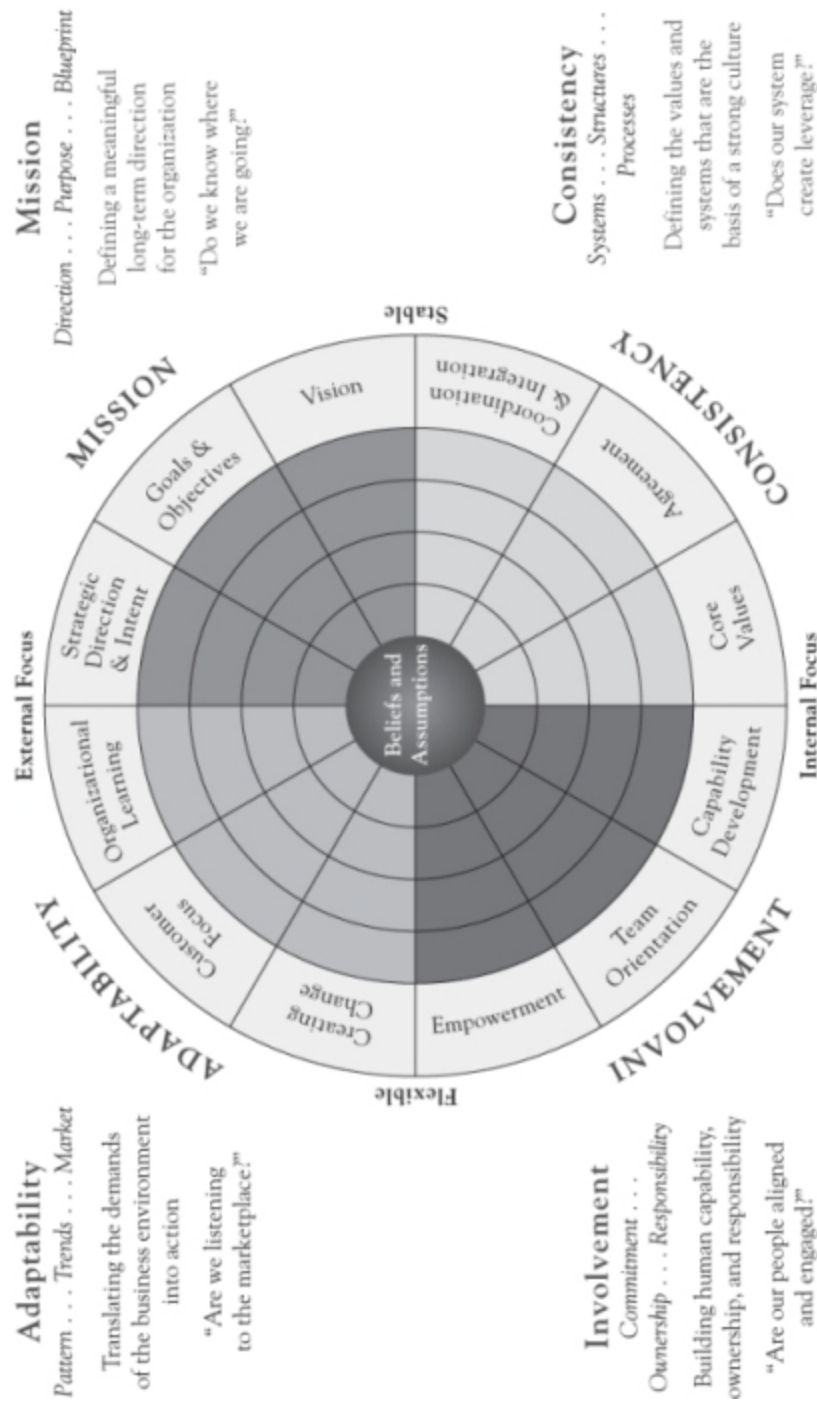 Adaptability
Pattern . . . Trends . . . Market
Translating the demands
of the business environment
into action
“Are we listening
to the marketplace?”
Mission
Direction . . . Purpose . . . Blueprint
Defining a meaningful
long-term direction
for the organization
“Do we know where
we are going?”
External Focus
ADAPTABILITY
MISSION
Creating
Change
Customer
Focus
Organizational
Learning
Strategic
Direction
& Intent
Goals &
Objectives
Vision
Flexible
Beliefs and
Assumptions
Stable
Empowerment
Team
Orientation
Capability
Development
Core
Values
Agreement
Coordination
& Integration
INVOLVEMENT
CONSISTENCY
Internal Focus
Involvement
Commitment . . .
Ownership . . . Responsibility
Building human capability,
ownership, and responsibility
“Are our people aligned
and engaged?”
Consistency
Systems . . . Structures . . .
Processes
Defining the values and
systems that are the
basis of a strong culture
“Does our system
create leverage?”